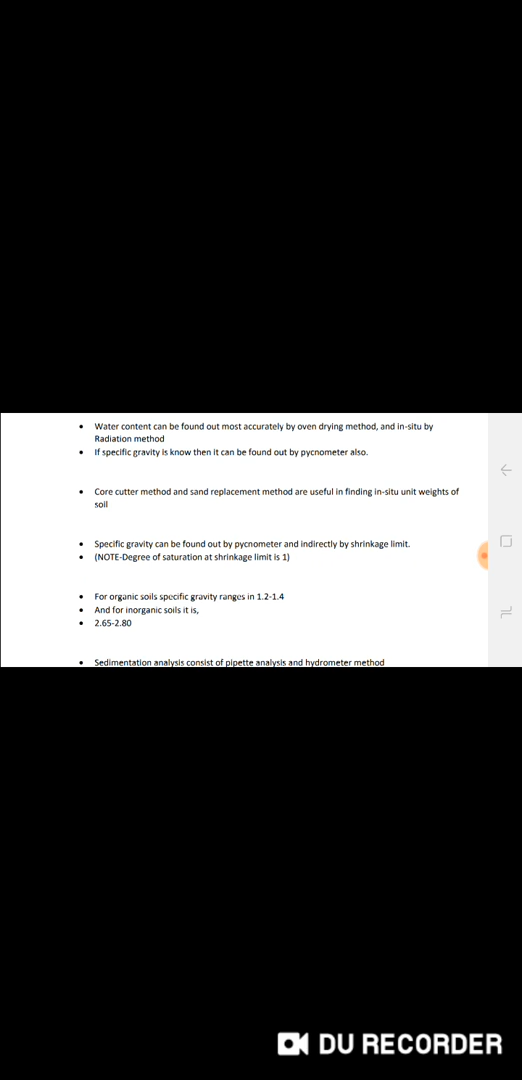 • Water content can be found out most accurately by oven drying method, and in-situ by
Radiation method
• If specific gravity is know then it can be found out by pycnometer also.
• Core cutter method and sand replacement method are useful in finding in-situ unit weights of
soil
• Specific gravity can be found out by pycnometer and indirectly by shrinkage limit.
• (NOTE-Degree of saturation at shrinkage limit is 1)
• For organic soils specific gravity ranges in 1.2-1.4
• And for inorganic soils it is,
• 2.65-2.80
• Sedimentation analysis consist of pipette analysis and hydrometer method
DU RECORDER